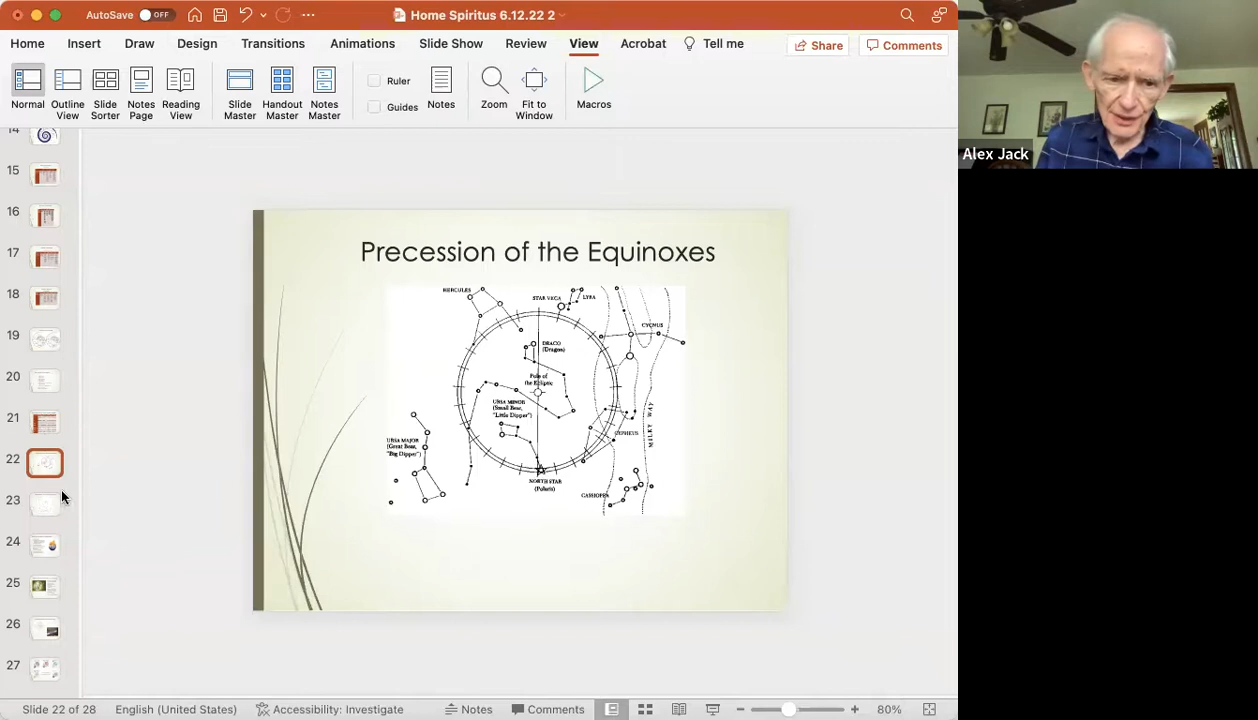 AutoSave OFF Home Spiritus 6.12.22 2
Home Insert Draw Design Transitions Animations Slide Show Review View Acrobat Tell me Share Comments
Normal Outline View Slide Sorter Notes Page Reading View Slide Master Handout Master Notes Master Ruler Guides Notes Zoom Fit to Window Macros
Alex Jack
14
15
16
17
18
19
20
21
22
23
24
25
26
27
Precession of the Equinoxes
HERCULES
STAR VEGA
LYRA
CYGNUS
DRACO
(Dragon)
Pole of
the Ecliptic
URSA MINOR
(Small Bear,
"Little Dipper")
URSA MAJOR
(Great Bear,
"Big Dipper")
CEPHEUS
MILKY WAY
NORTH STAR
(Polaris)
Slide 22 of 28 English (United States) Accessibility: Investigate Notes Comments 80%